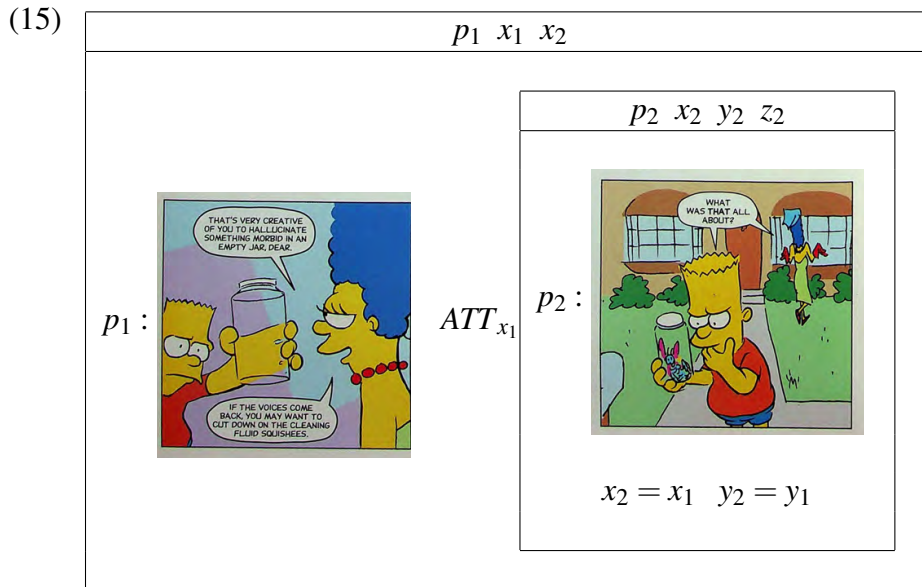 (15)
p₁ x₁ x₂
p₂ x₂ y₂ z₂
p₁ :
THAT'S VERY CREATIVE
OF YOU TO HALLUCINATE
SOMETHING MORBID IN AN
EMPTY JAR, DEAR.
IF THE VOICES COME
BACK, YOU MAY WANT TO
CUT DOWN ON THE CLEANING
FLUID SQUISHEES.
ATTₓ₁
p₂ :
WHAT
WAS THAT ALL
ABOUT?
x₂ = x₁ y₂ = y₁